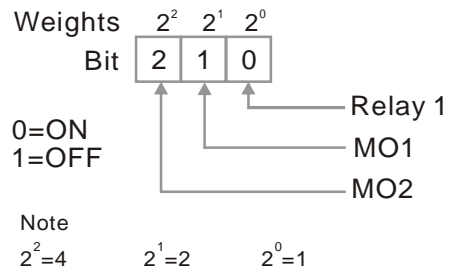 Weights 2² 2¹ 2⁰
Bit 2 1 0
Relay 1
0=ON
1=OFF
MO1
MO2
Note
2²=4 2¹=2 2⁰=1